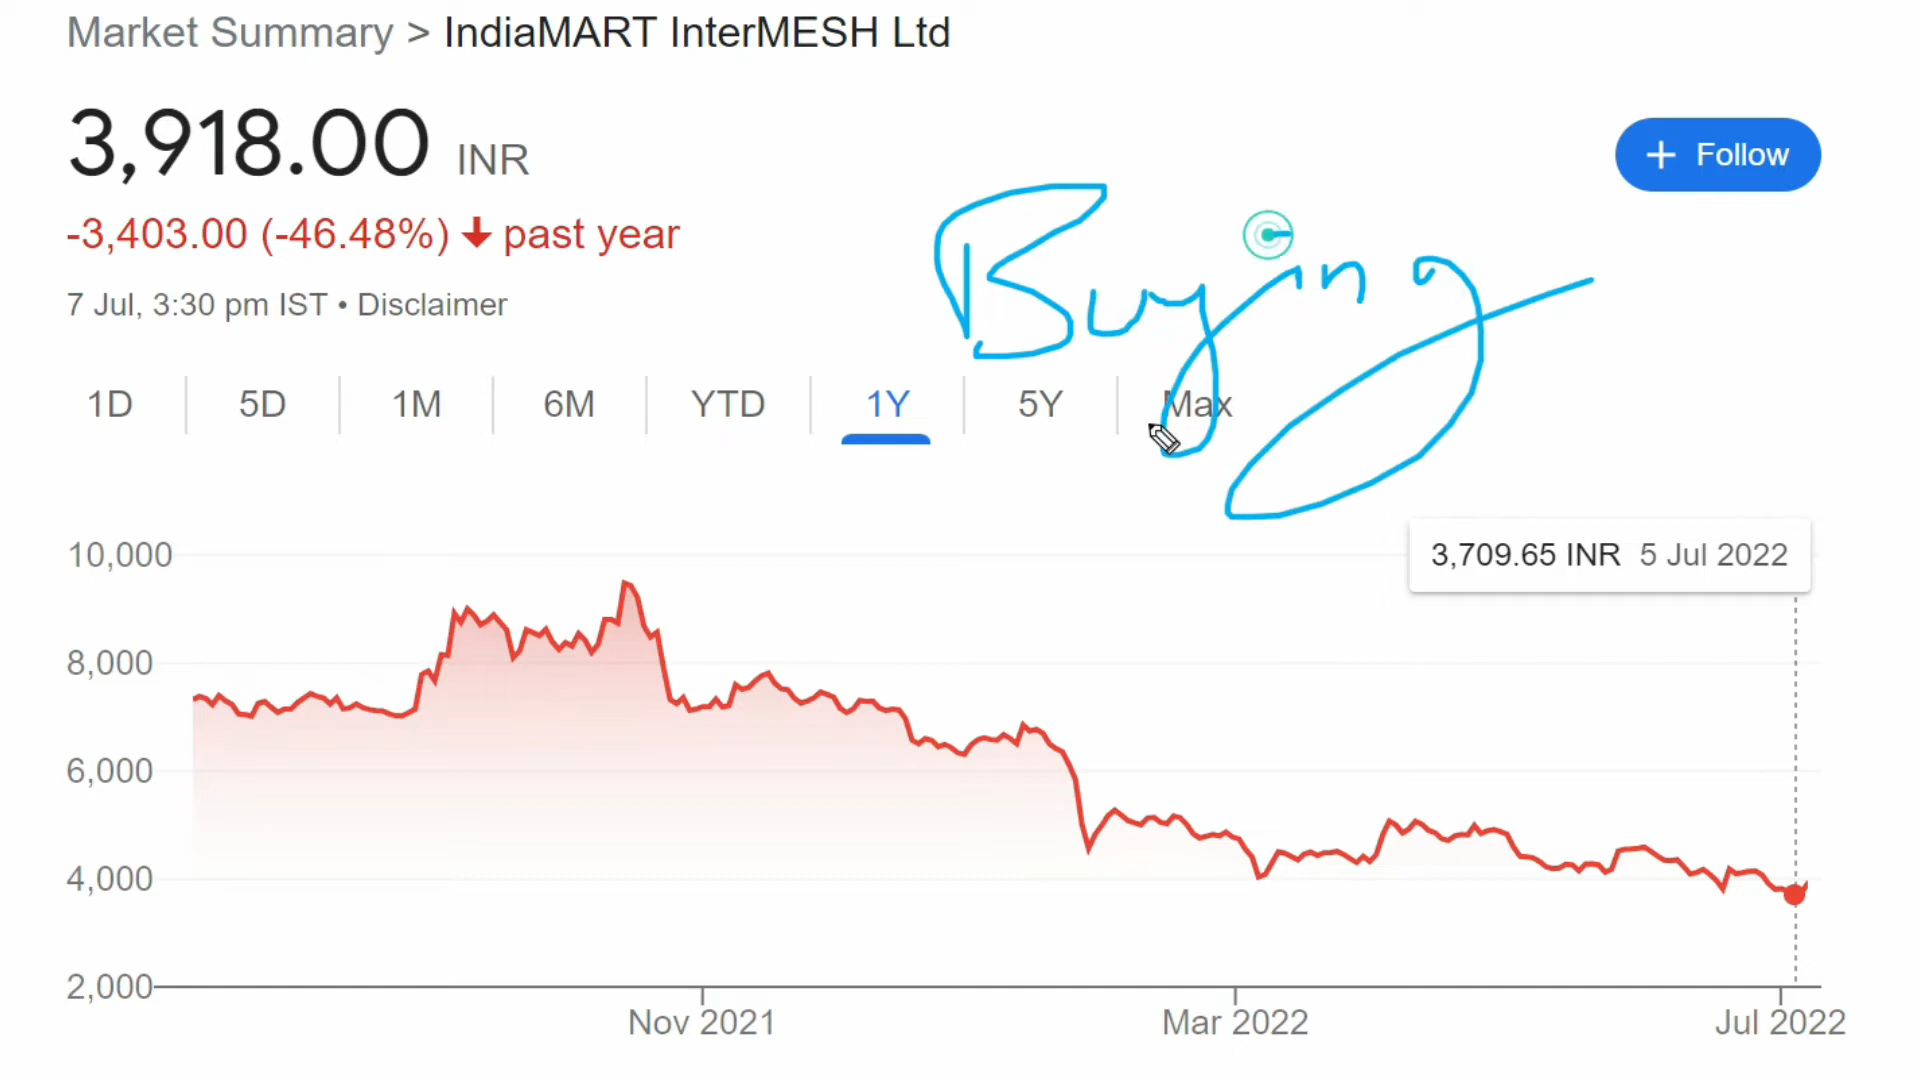 Market Summary > IndiaMART InterMESH Ltd
3,918.00 INR
+ Follow
-3,403.00 (-46.48%) ↓ past year
Buying
7 Jul, 3:30 pm IST • Disclaimer
1D 5D 1M 6M YTD 1Y 5Y Max
3,709.65 INR 5 Jul 2022
10,000
8,000
6,000
4,000
2,000
Nov 2021 Mar 2022 Jul 2022